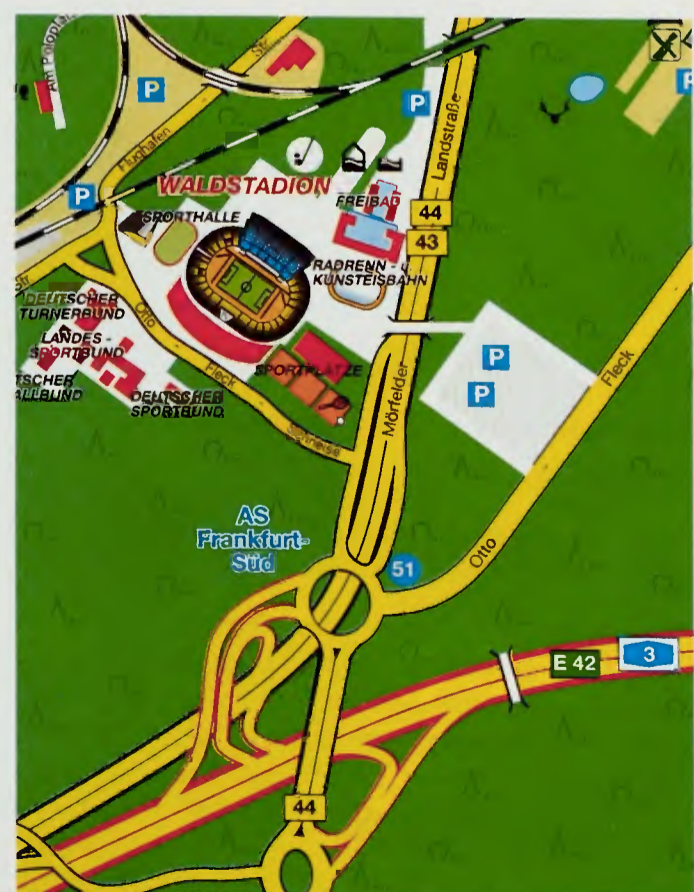 Am Polopla
Str.
P
P
P
P
Flughafen
Landstraße
WALDSTADION
FREIBAD
SPORTHALLE
44
43
RADRENN - u.
KUNSTEISBAHN
Str
DEUTSCHER
TURNERBUND
LANDES -
SPORTBUND
TSCHER
ALLBUND
DEUTSCHER
SPORTBUND
Otto
Fleck
Schneise
SPORTPLÄTZE
Mörfelder
P
P
Fleck
Otto
AS
Frankfurt-
Süd
51
E 42
3
44